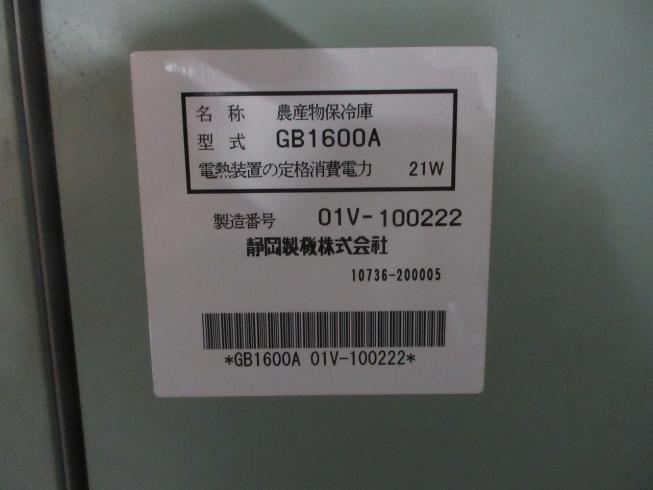 名 称 農産物保冷庫
型 式 GB1600A
電熱装置の定格消費電力 21W
製造番号 01V-100222
静岡製機株式会社
10736-200005
*GB1600A 01V-100222*